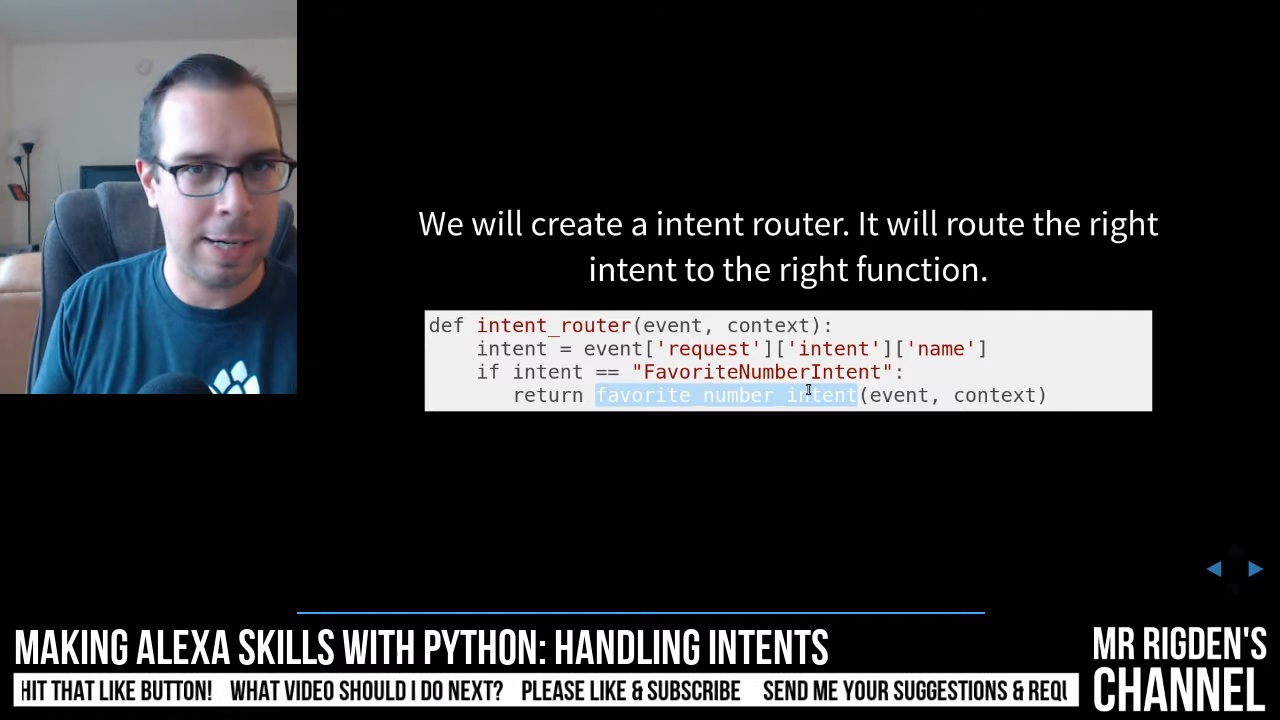 We will create a intent router. It will route the right
intent to the right function.
def intent_router(event, context):
    intent = event['request']['intent']['name']
    if intent == "FavoriteNumberIntent":
       return favorite_number_intent(event, context)
MAKING ALEXA SKILLS WITH PYTHON: HANDLING INTENTS
HIT THAT LIKE BUTTON! WHAT VIDEO SHOULD I DO NEXT? PLEASE LIKE & SUBSCRIBE SEND ME YOUR SUGGESTIONS &
MR RIGDEN'S
CHANNEL